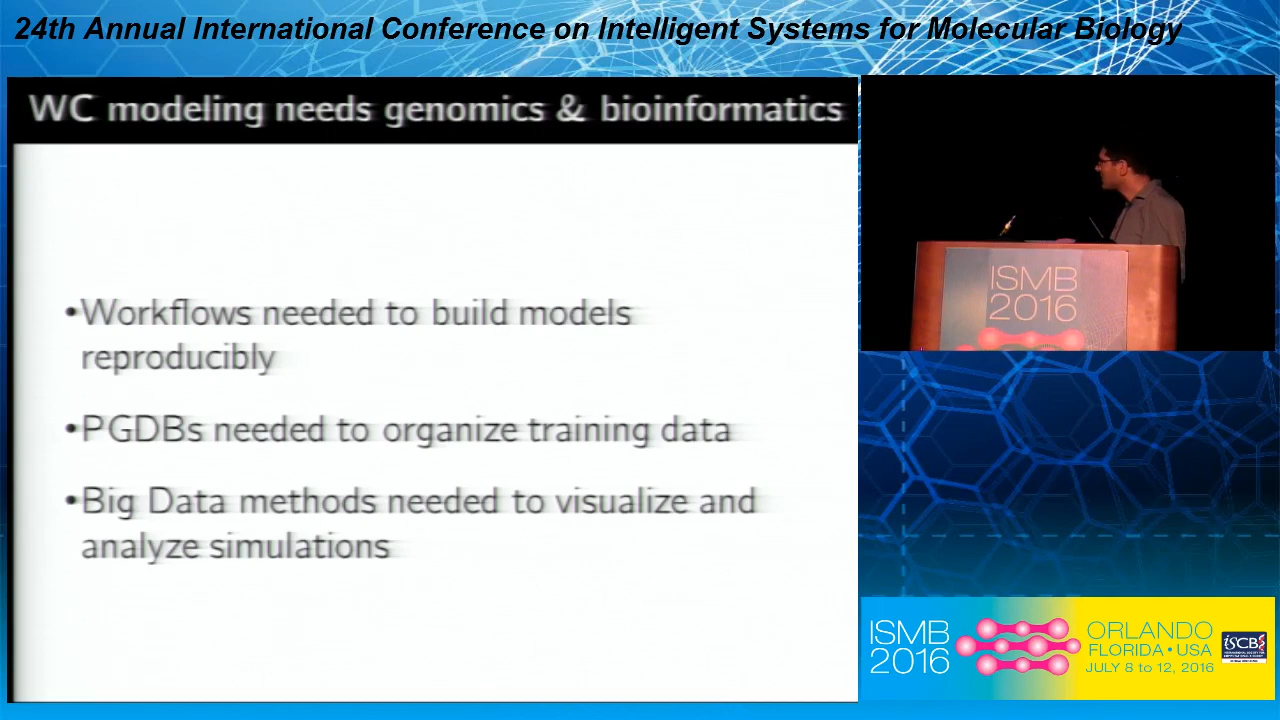 24th Annual International Conference on Intelligent Systems for Molecular Biology
WC modeling needs genomics & bioinformatics
•Workflows needed to build models
reproducibly
•PGDBs needed to organize training data
•Big Data methods needed to visualize and
analyze simulations
ISMB
2016
ISMB
2016
ORLANDO
FLORIDA • USA
JULY 8 to 12, 2016
ISCB